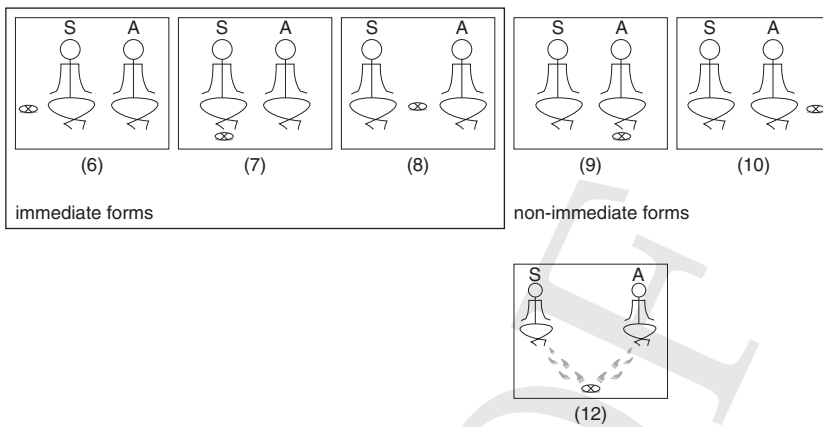 S A S A S A S A S A
(6) (7) (8) (9) (10)
immediate forms non-immediate forms
S A
(12)